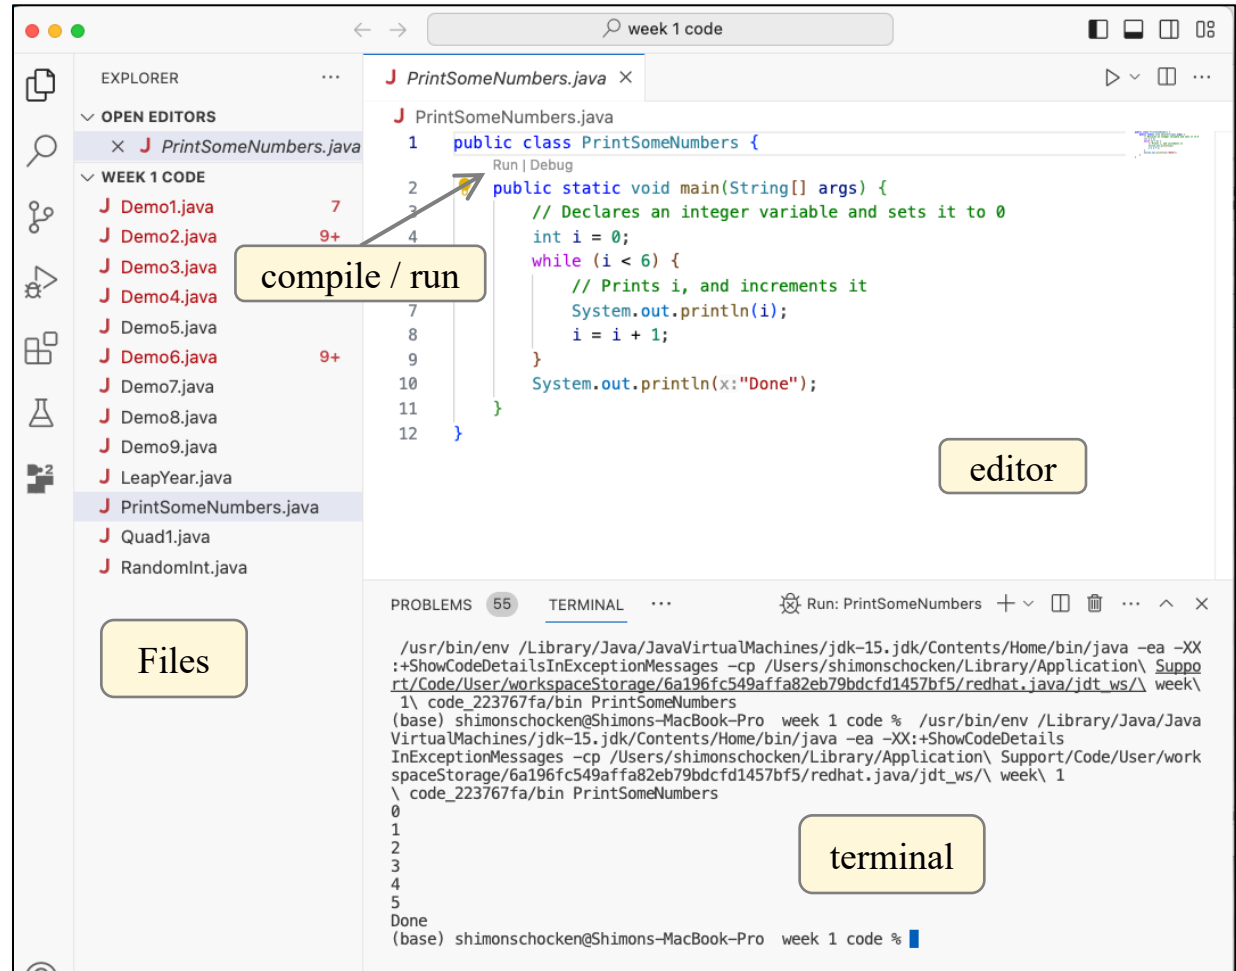 week 1 code
EXPLORER ···
OPEN EDITORS
PrintSomeNumbers.java
WEEK 1 CODE
Demo1.java 7
Demo2.java 9+
Demo3.java
Demo4.java
Demo5.java
Demo6.java 9+
Demo7.java
Demo8.java
Demo9.java
LeapYear.java
PrintSomeNumbers.java
Quad1.java
RandomInt.java
Files
PrintSomeNumbers.java
PrintSomeNumbers.java
1 public class PrintSomeNumbers {
Run | Debug
2 public static void main(String[] args) {
3 // Declares an integer variable and sets it to 0
4 int i = 0;
while (i < 6) {
// Prints i, and increments it
7 System.out.println(i);
8 i = i + 1;
9 }
10 System.out.println(x:"Done");
11 }
12 }
compile / run
editor
PROBLEMS 55 TERMINAL ··· Run: PrintSomeNumbers
/usr/bin/env /Library/Java/JavaVirtualMachines/jdk-15.jdk/Contents/Home/bin/java -ea -XX
:+ShowCodeDetailsInExceptionMessages -cp /Users/shimonschocken/Library/Application\ Suppo
rt/Code/User/workspaceStorage/6a196fc549affa82eb79bdcfd1457bf5/redhat.java/jdt_ws/\ week\
1\ code_223767fa/bin PrintSomeNumbers
(base) shimonschocken@Shimons-MacBook-Pro week 1 code % /usr/bin/env /Library/Java/Java
VirtualMachines/jdk-15.jdk/Contents/Home/bin/java -ea -XX:+ShowCodeDetails
InExceptionMessages -cp /Users/shimonschocken/Library/Application\ Support/Code/User/work
spaceStorage/6a196fc549affa82eb79bdcfd1457bf5/redhat.java/jdt_ws/\ week\ 1
\ code_223767fa/bin PrintSomeNumbers
0
1
2
3
4
5
Done
(base) shimonschocken@Shimons-MacBook-Pro week 1 code %
terminal